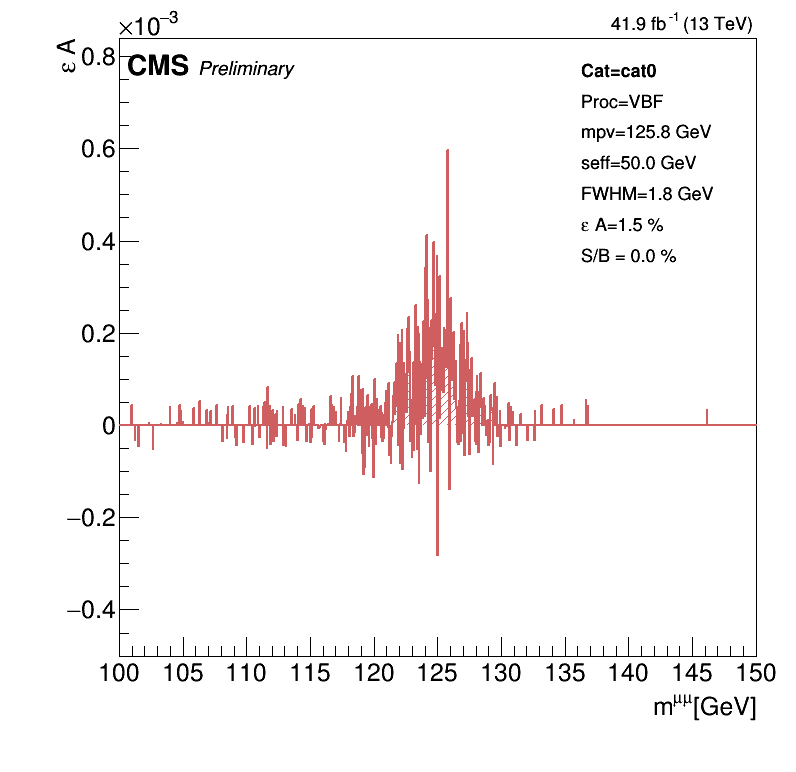 ×10⁻³
41.9 fb⁻¹ (13 TeV)
ε A
CMS Preliminary
Cat=cat0
Proc=VBF
mpv=125.8 GeV
seff=50.0 GeV
FWHM=1.8 GeV
ε A=1.5 %
S/B = 0.0 %
0.8
0.6
0.4
0.2
0
−0.2
−0.4
100 105 110 115 120 125 130 135 140 145 150
m^μμ[GeV]